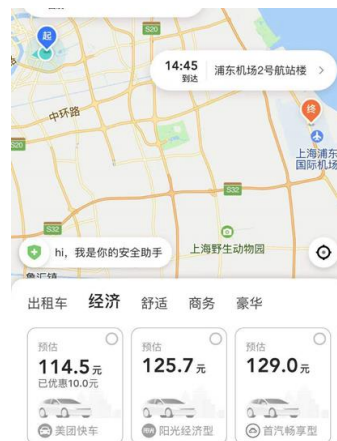 S20
起
14:45
到达
浦东机场2号航站楼
中环路
终
S20
上海浦东
国际机场
S32
S32
hi，我是你的安全助手
上海野生动物园
出租车 经济 舒适 商务 豪华
预估
114.5元
已优惠10.0元
美团快车
预估
125.7元
阳光经济型
预估
129.0元
首汽畅享型